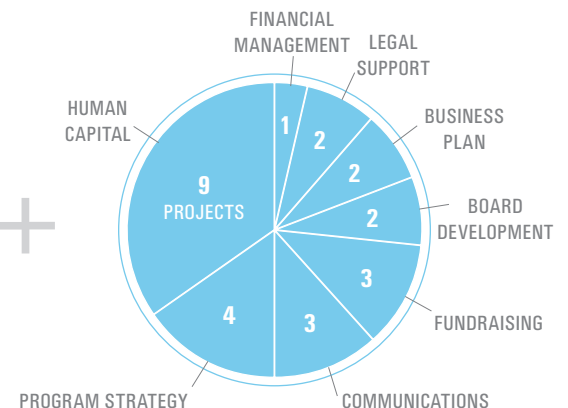 FINANCIAL
MANAGEMENT
LEGAL
SUPPORT
HUMAN
CAPITAL
BUSINESS
PLAN
1
2
2
9
PROJECTS
2
BOARD
DEVELOPMENT
3
4
3
FUNDRAISING
PROGRAM STRATEGY
COMMUNICATIONS
+